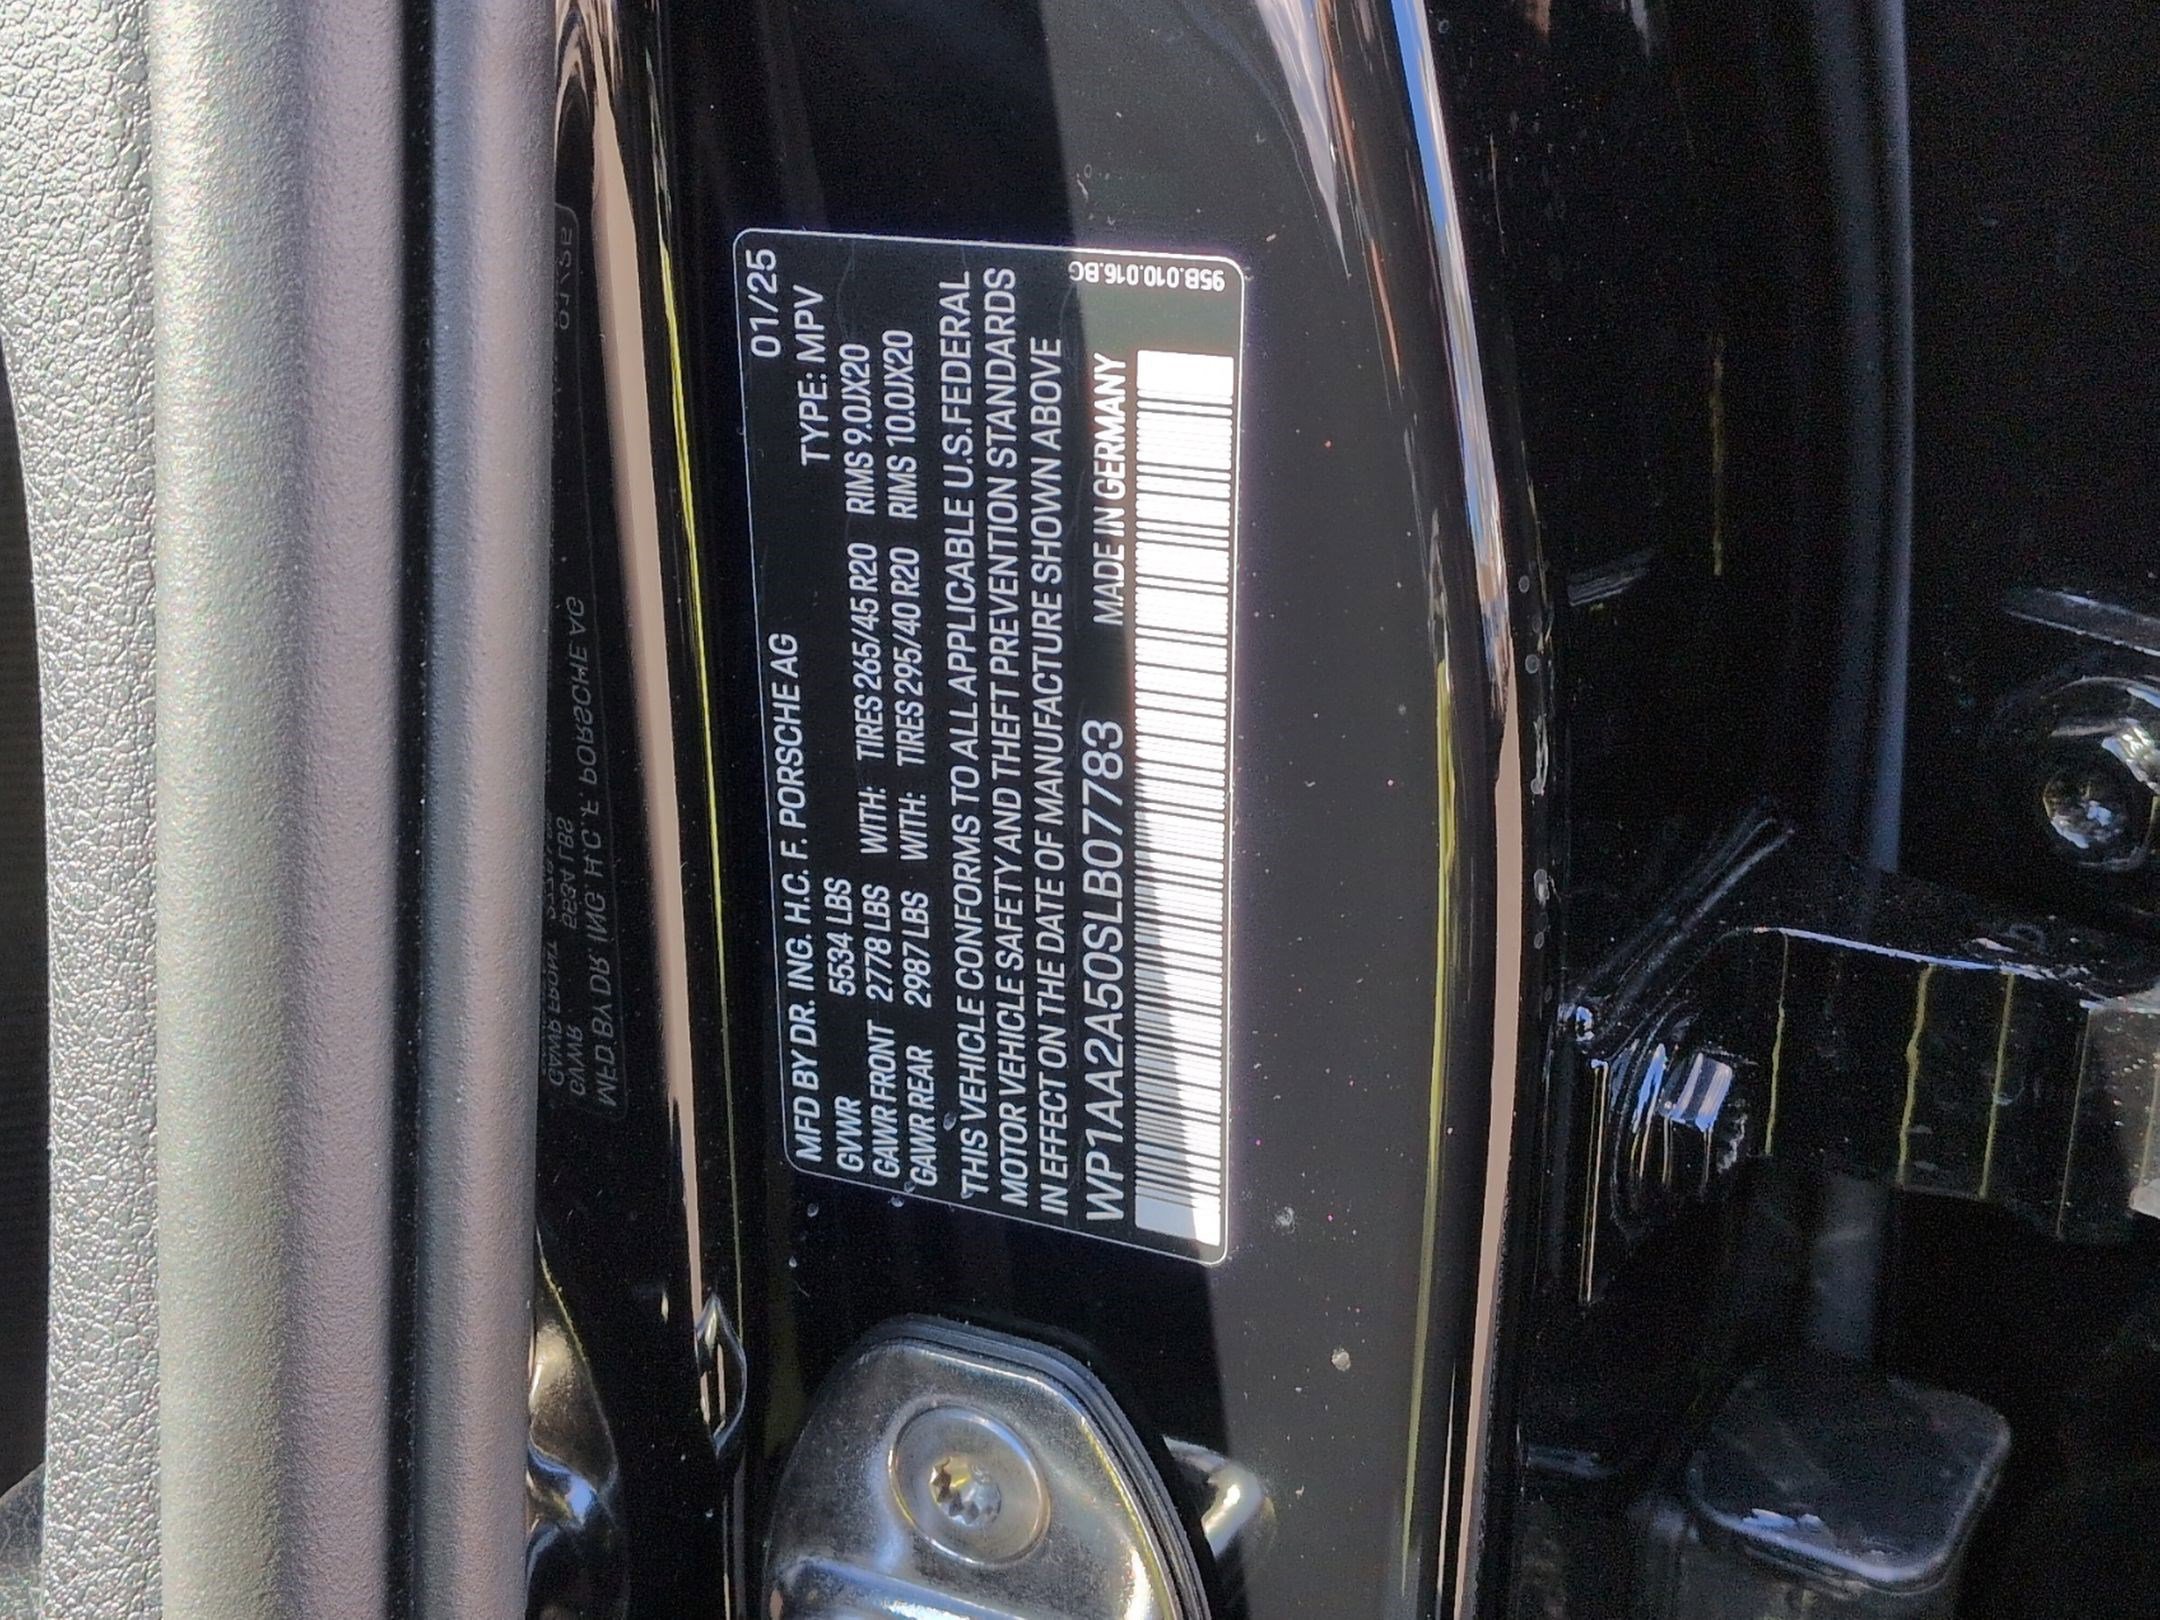 01/25
MFD BY DR. ING. H.C. F. PORSCHE AG
TYPE: MPV
GVWR 5534 LBS
GAWR FRONT 2778 LBS WITH: TIRES 265/45 R20 RIMS 9.0JX20
GAWR REAR 2987 LBS WITH: TIRES 295/40 R20 RIMS 10.0JX20
THIS VEHICLE CONFORMS TO ALL APPLICABLE U.S.FEDERAL
MOTOR VEHICLE SAFETY AND THEFT PREVENTION STANDARDS
IN EFFECT ON THE DATE OF MANUFACTURE SHOWN ABOVE
WP1AA2A50SLB07783 MADE IN GERMANY
95B.010.016.BG